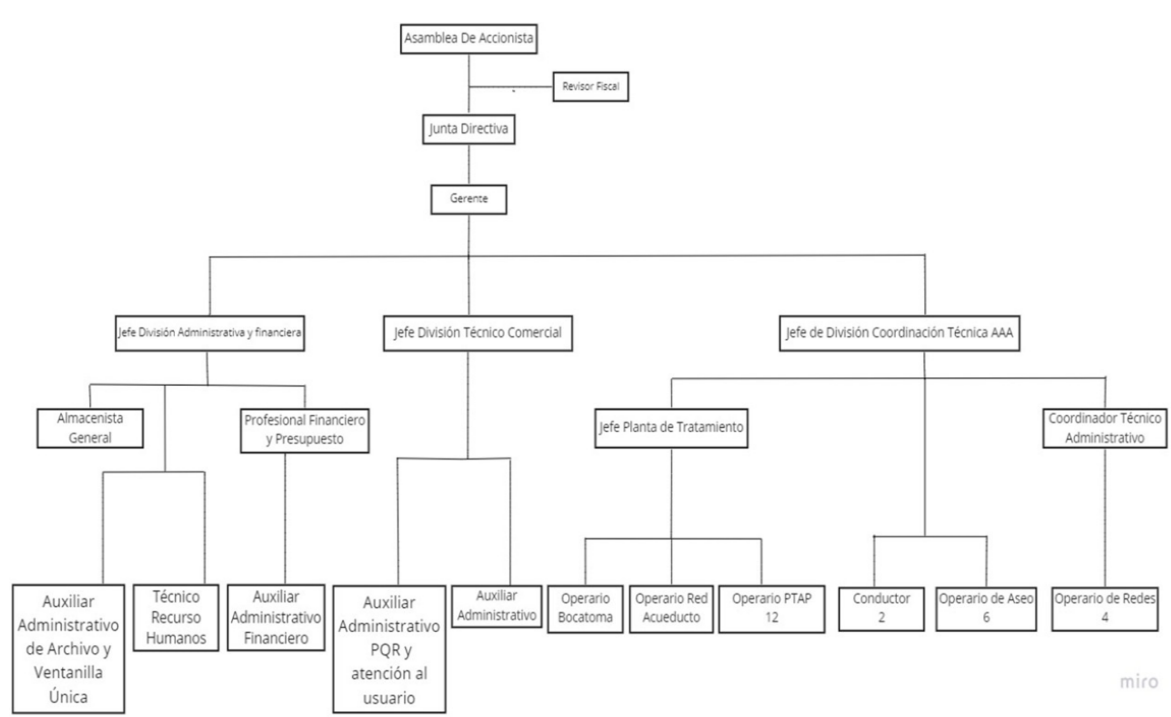 Asamblea De Accionista
Revisor Fiscal
Junta Directiva
Gerente
Jefe División Administrativa y financiera
Jefe División Técnico Comercial
Jefe de División Coordinación Técnica AAA
Almacenista
General
Profesional Financiero
y Presupuesto
Jefe Planta de Tratamiento
Coordinador Técnico
Administrativo
Auxiliar
Administrativo
de Archivo y
Ventanilla
Única
Técnico
Recurso
Humanos
Auxiliar
Administrativo
Financiero
Auxiliar
Administrativo
PQR y
atención al
usuario
Auxiliar
Administrativo
Operario
Bocatoma
Operario Red
Acueducto
Operario PTAP
12
Conductor
2
Operario de Aseo
6
Operario de Redes
4
miro